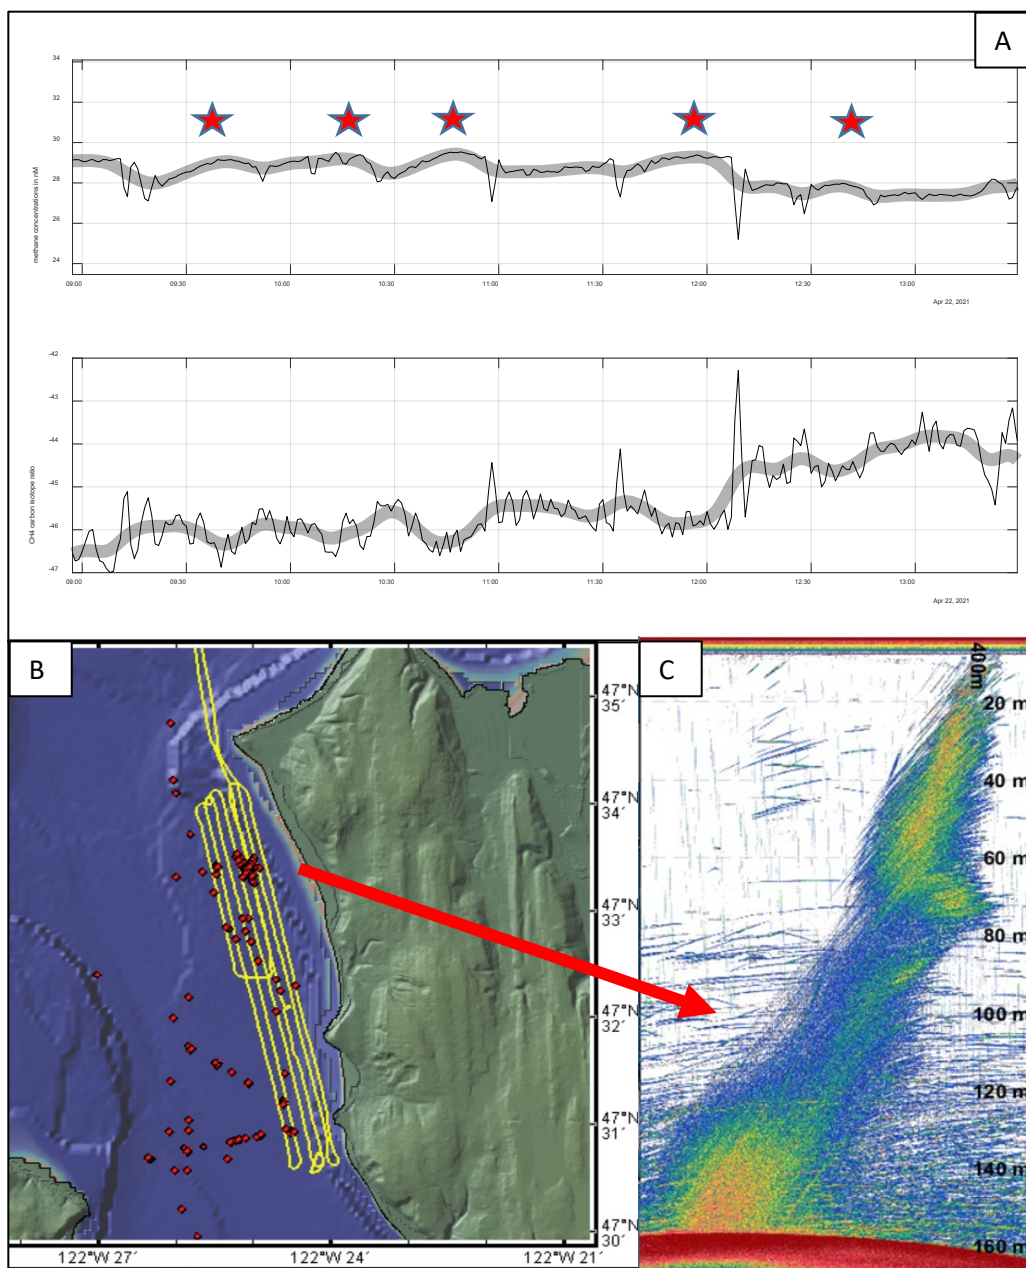 A
methane concentrations in nM
34
32
30
28
26
24
09:00 09:30 10:00 10:30 11:00 11:30 12:00 12:30 13:00
Apr 22, 2021
CH4 carbon isotope ratio
-42
-43
-44
-45
-46
-47
09:00 09:30 10:00 10:30 11:00 11:30 12:00 12:30 13:00
Apr 22, 2021
B
47°N
35´
47°N
34´
47°N
33´
47°N
32´
47°N
31´
47°N
30´
122°W 27´ 122°W 24´ 122°W 21´
C
400m
20 m
40 m
60 m
80 m
100 m
120 m
140 m
160 m